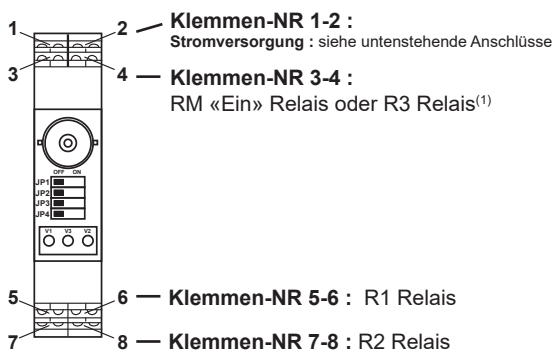 1 2 Klemmen-NR 1-2 :
Stromversorgung : siehe untenstehende Anschlüsse
3 4 Klemmen-NR 3-4 :
RM «Ein» Relais oder R3 Relais(1)
OFF ON
JP1
JP2
JP3
JP4
V1 V3 V2
5 6 Klemmen-NR 5-6 : R1 Relais
7 8 Klemmen-NR 7-8 : R2 Relais